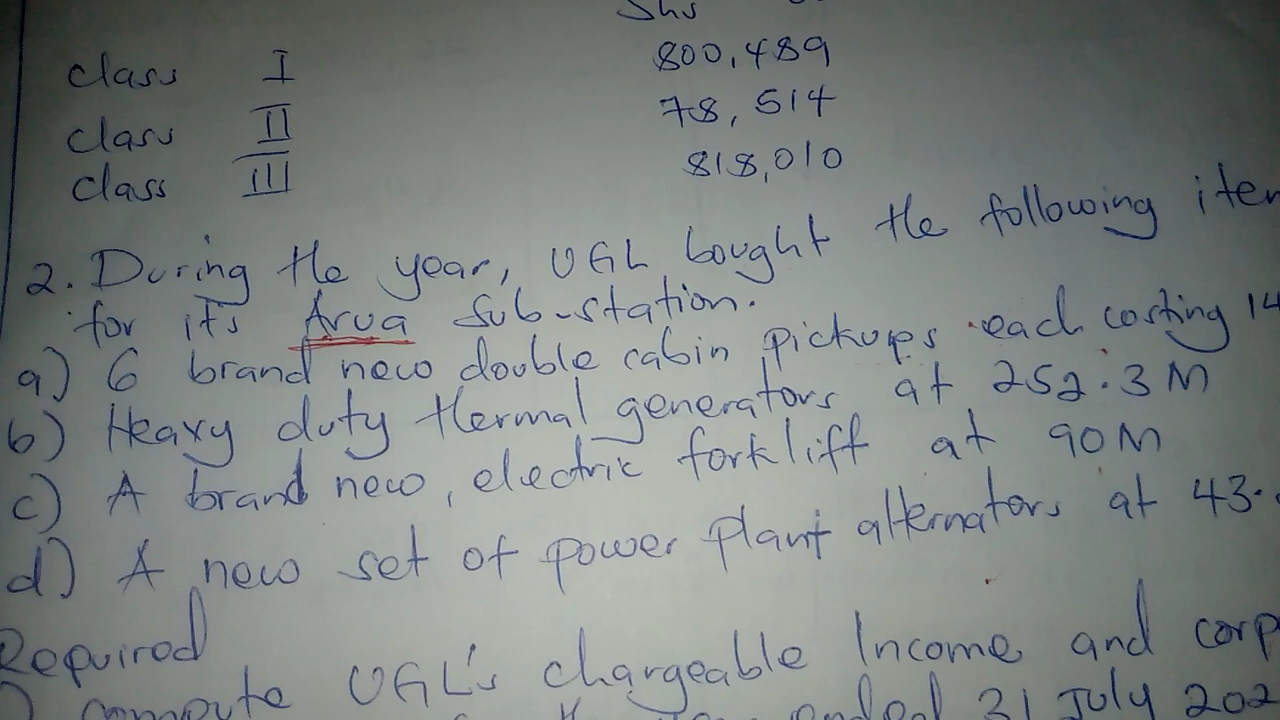 Shs
class I 800,489
class II 78,514
class III 818,010
2. During the year, UGL bought the following
for its Arua Sub-station.
a) 6 brand new double cabin pickups each costing 14
b) Heavy duty thermal generators at 252.3M
c) A brand new, electric forklift at 90M
d) A new set of power plant alternators at 43.
Required
compute UGL's chargeable Income and corp
ended 31 July 202